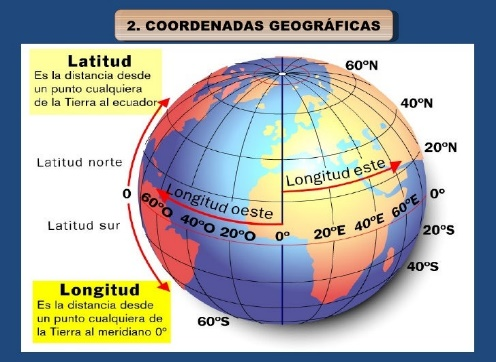 2. COORDENADAS GEOGRÁFICAS
Latitud
Es la distancia desde
un punto cualquiera
de la Tierra al ecuador
Latitud norte
0
Latitud sur
Longitud
Es la distancia desde
un punto cualquiera de
la Tierra al meridiano 0º
60ºN
40ºN
20ºN
0º
20ºS
40ºS
60ºS
Longitud oeste
Longitud este
60ºO 40ºO 20ºO 0º 20ºE 40ºE 60ºE